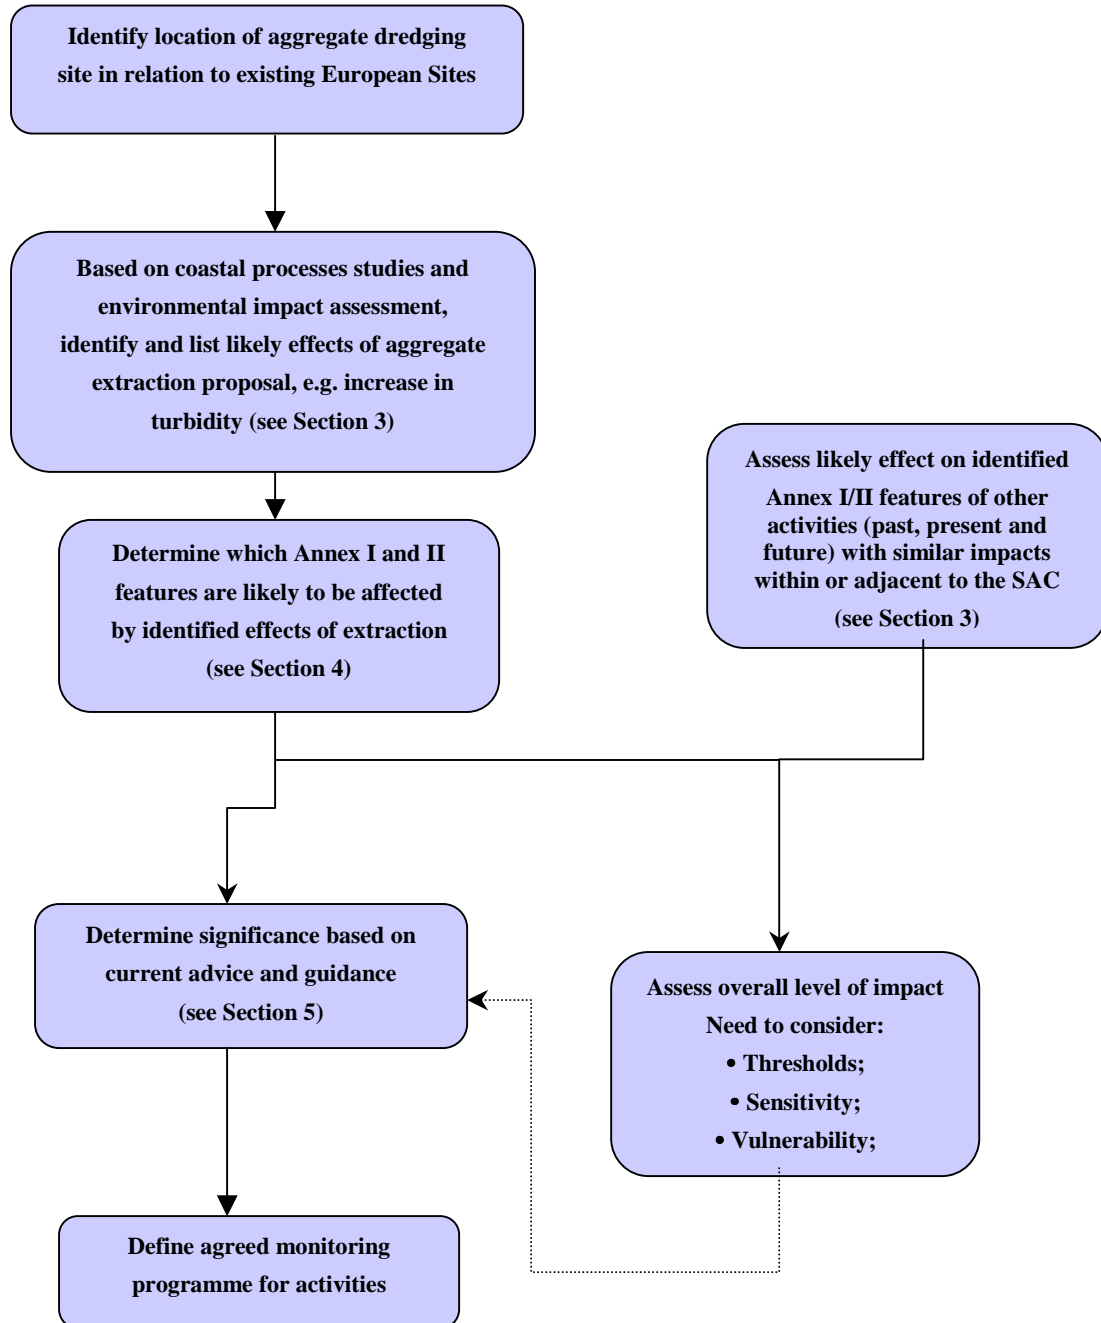 Identify location of aggregate dredging
site in relation to existing European Sites
Based on coastal processes studies and
environmental impact assessment,
identify and list likely effects of aggregate
extraction proposal, e.g. increase in
turbidity (see Section 3)
Assess likely effect on identified
Annex I/II features of other
activities (past, present and
future) with similar impacts
within or adjacent to the SAC
(see Section 3)
Determine which Annex I and II
features are likely to be affected
by identified effects of extraction
(see Section 4)
Determine significance based on
current advice and guidance
(see Section 5)
Assess overall level of impact
Need to consider:
• Thresholds;
• Sensitivity;
• Vulnerability;
Define agreed monitoring
programme for activities